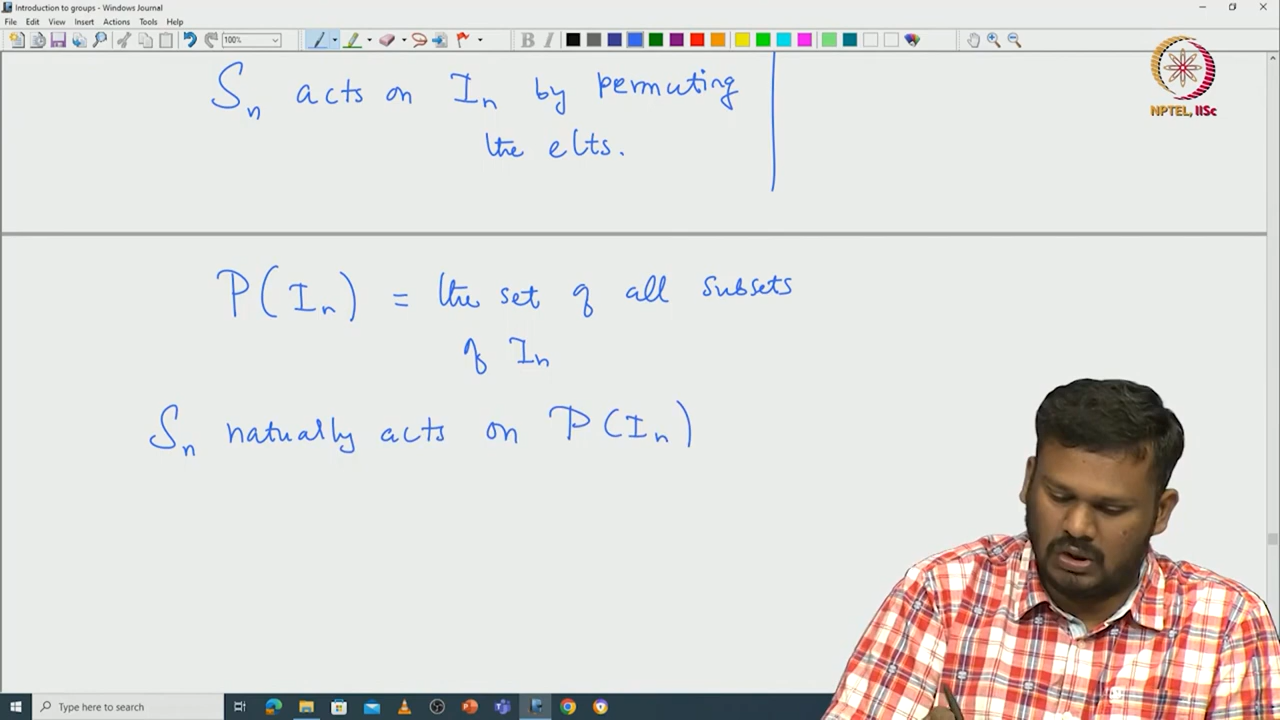 Introduction to groups - Windows Journal
File Edit View Insert Actions Tools Help
100%
B I
NPTEL, IISc
Sn acts on In by permuting
the elts.
P(In) = the set of all subsets
of In
Sn natually acts on P(In)
Type here to search